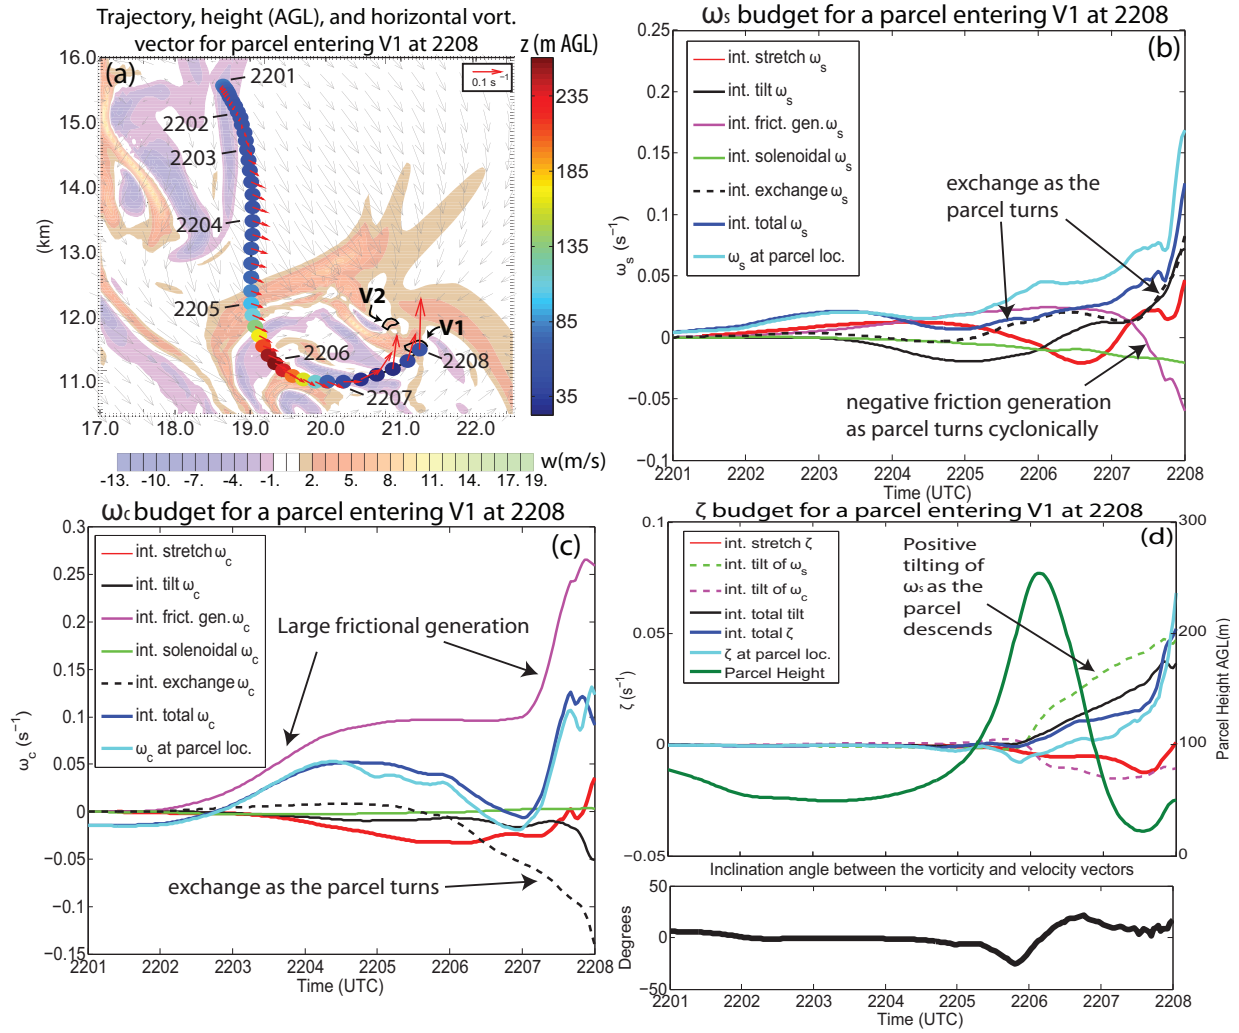 Trajectory, height (AGL), and horizontal vort.
vector for parcel entering V1 at 2208
z (m AGL)
(a)
0.1 s⁻¹
2201
2202
2203
2204
2205
2206
2207
2208
V2
V1
16.0
15.0
14.0
13.0
12.0
11.0
(km)
17.0 18.0 19.0 20.0 21.0 22.0
235
185
135
85
35
w(m/s)
-13. -10. -7. -4. -1. 2. 5. 8. 11. 14. 17. 19.
ωs budget for a parcel entering V1 at 2208
(b)
int. stretch ωs
int. tilt ωs
int. frict. gen. ωs
int. solenoidal ωs
int. exchange ωs
int. total ωs
ωs at parcel loc.
exchange as the
parcel turns
negative friction generation
as parcel turns cyclonically
0.25
0.2
0.15
0.1
0.05
0
−0.05
−0.1
ωs (s⁻¹)
2201 2202 2203 2204 2205 2206 2207 2208
Time (UTC)
ωc budget for a parcel entering V1 at 2208
(c)
int. stretch ωc
int. tilt ωc
int. frict. gen. ωc
int. solenoidal ωc
int. exchange ωc
int. total ωc
ωc at parcel loc.
Large frictional generation
exchange as the parcel turns
0.3
0.25
0.2
0.15
0.1
0.05
0
−0.05
−0.1
−0.15
ωc (s⁻¹)
2201 2202 2203 2204 2205 2206 2207 2208
Time (UTC)
ζ budget for a parcel entering V1 at 2208
(d)
int. stretch ζ
int. tilt of ωs
int. tilt of ωc
int. total tilt
int. total ζ
ζ at parcel loc.
Parcel Height
Positive
tilting of
ωs as the
parcel
descends
0.1
0.05
0
−0.05
ζ (s⁻¹)
300
200
100
0
Parcel Height AGL(m)
Inclination angle between the vorticity and velocity vectors
50
0
−50
Degrees
2201 2202 2203 2204 2205 2206 2207 2208
Time (UTC)